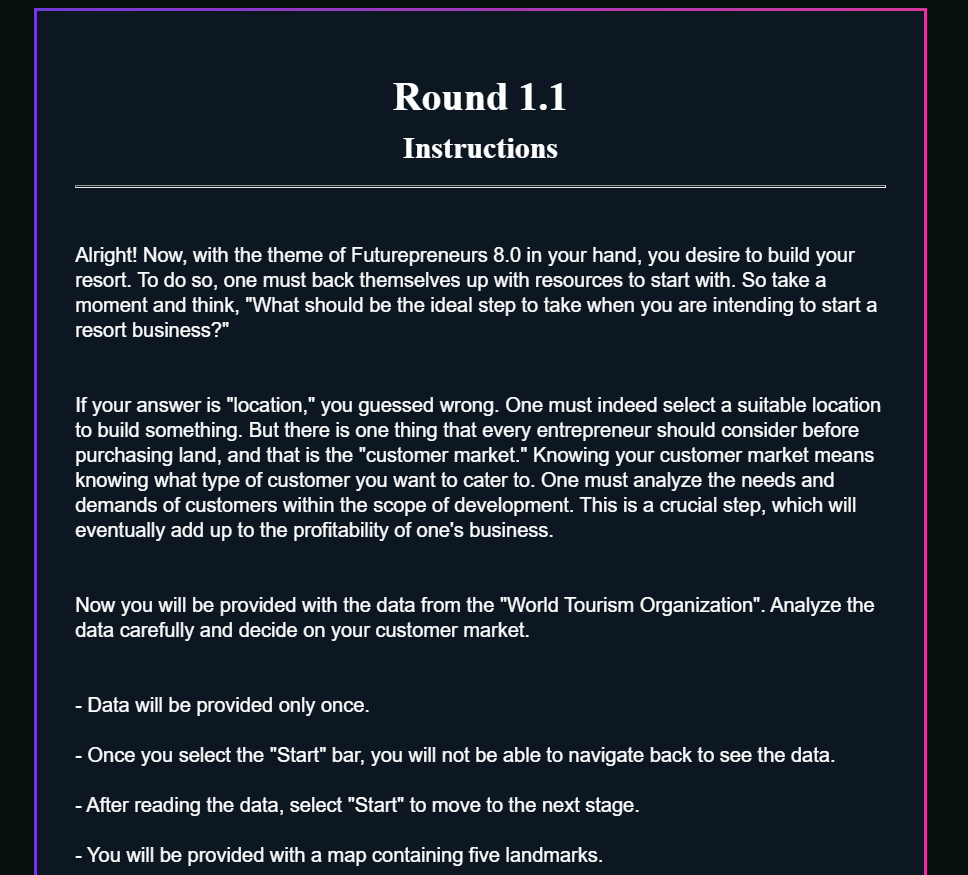 Round 1.1
Instructions
Alright! Now, with the theme of Futurepreneurs 8.0 in your hand, you desire to build your
resort. To do so, one must back themselves up with resources to start with. So take a
moment and think, "What should be the ideal step to take when you are intending to start a
resort business?"
If your answer is "location," you guessed wrong. One must indeed select a suitable location
to build something. But there is one thing that every entrepreneur should consider before
purchasing land, and that is the "customer market." Knowing your customer market means
knowing what type of customer you want to cater to. One must analyze the needs and
demands of customers within the scope of development. This is a crucial step, which will
eventually add up to the profitability of one's business.
Now you will be provided with the data from the "World Tourism Organization". Analyze the
data carefully and decide on your customer market.
- Data will be provided only once.
- Once you select the "Start" bar, you will not be able to navigate back to see the data.
- After reading the data, select "Start" to move to the next stage.
- You will be provided with a map containing five landmarks.